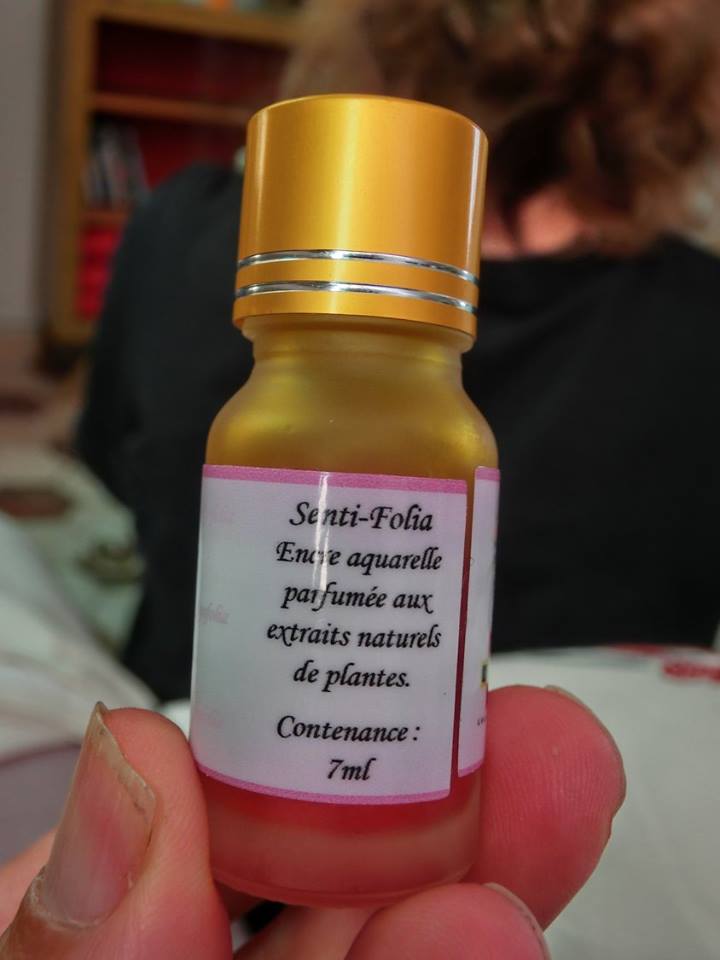 Senti-Folia
Encre aquarelle
parfumée aux
extraits naturels
de plantes.
Contenance :
7ml